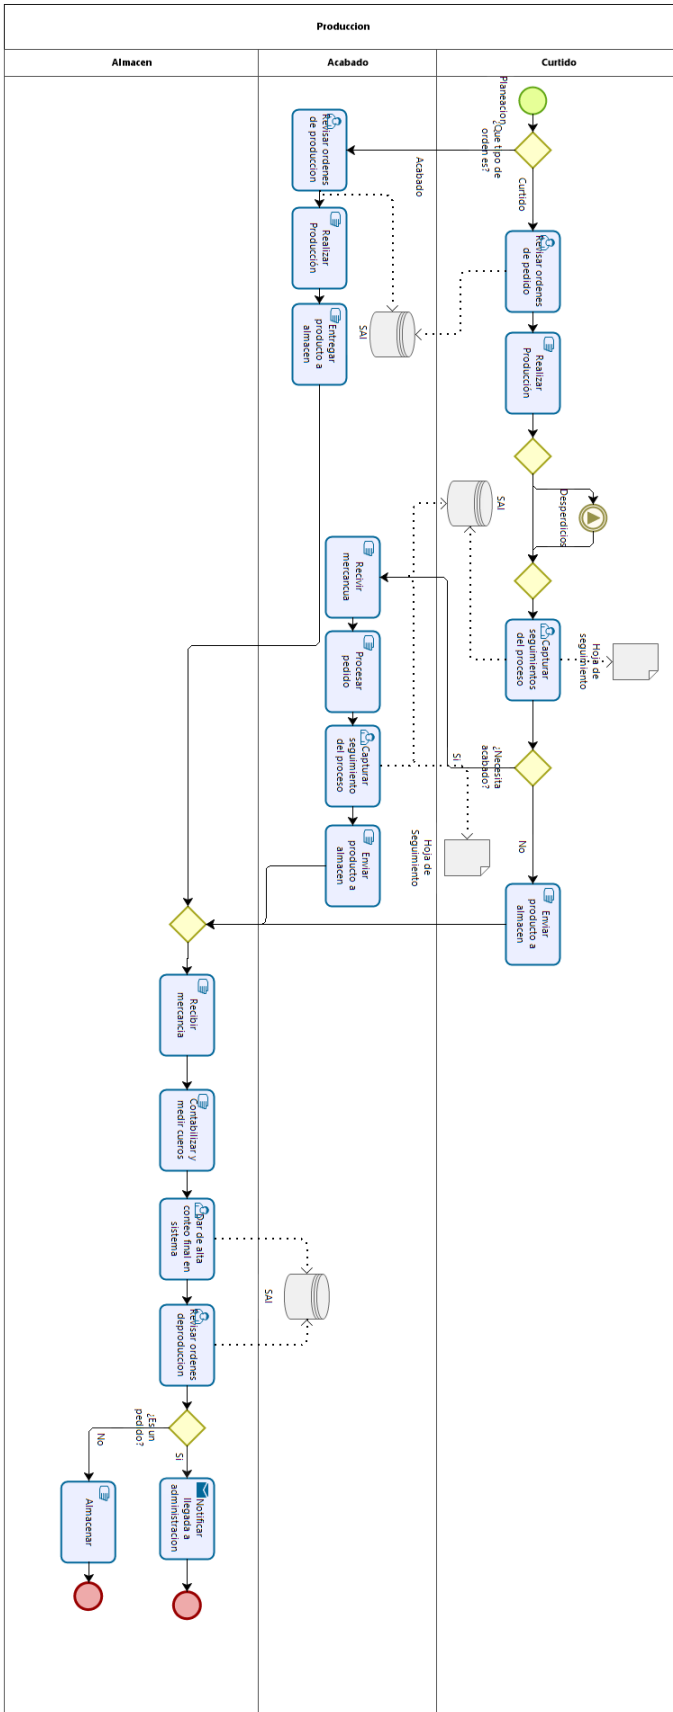 Produccion
Almacen
Acabado
Curtido
Planeacion
¿Que tipo de
orden es?
Acabado
Curtido
Revisar ordenes
de produccion
Realizar
Producción
Entregar
producto a
almacen
SAI
Revisar ordenes
de pedido
Realizar
Producción
Desperdicios
SAI
Capturar
seguimientos
del proceso
Hoja de
seguimiento
Recivir
mercancua
Procesar
pedido
Capturar
seguimiento
del proceso
Enviar
producto a
almacen
¿Necesita
acabado?
Si
No
Hoja de
Seguimiento
Enviar
producto a
almacen
Recibir
mercancia
Contabilizar y
medir cueros
Dar de alta
conteo final en
sistema
SAI
Revisar ordenes
deproduccion
¿Es un
pedido?
No
Si
Almacenar
Notificar
llegada a
administracion